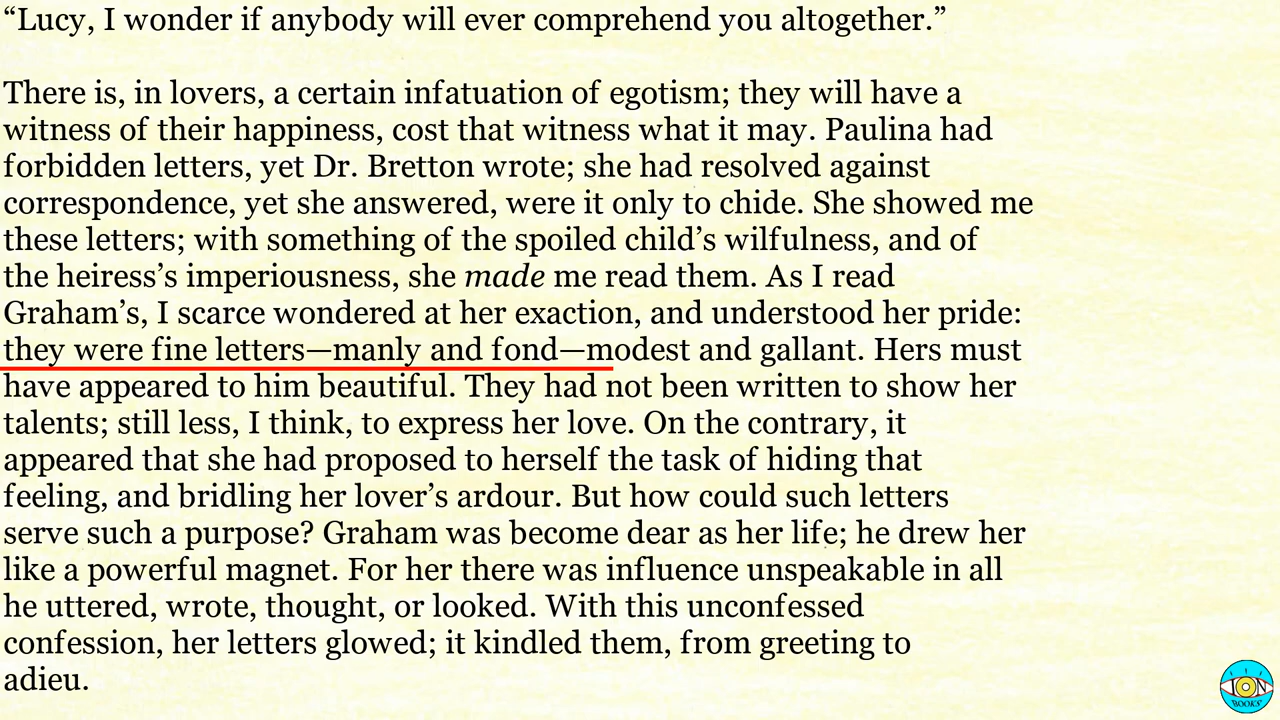 “Lucy, I wonder if anybody will ever comprehend you altogether.”
There is, in lovers, a certain infatuation of egotism; they will have a
witness of their happiness, cost that witness what it may. Paulina had
forbidden letters, yet Dr. Bretton wrote; she had resolved against
correspondence, yet she answered, were it only to chide. She showed me
these letters; with something of the spoiled child’s wilfulness, and of
the heiress’s imperiousness, she made me read them. As I read
Graham’s, I scarce wondered at her exaction, and understood her pride:
they were fine letters—manly and fond—modest and gallant. Hers must
have appeared to him beautiful. They had not been written to show her
talents; still less, I think, to express her love. On the contrary, it
appeared that she had proposed to herself the task of hiding that
feeling, and bridling her lover’s ardour. But how could such letters
serve such a purpose? Graham was become dear as her life; he drew her
like a powerful magnet. For her there was influence unspeakable in all
he uttered, wrote, thought, or looked. With this unconfessed
confession, her letters glowed; it kindled them, from greeting to
adieu.
ION
BOOKS